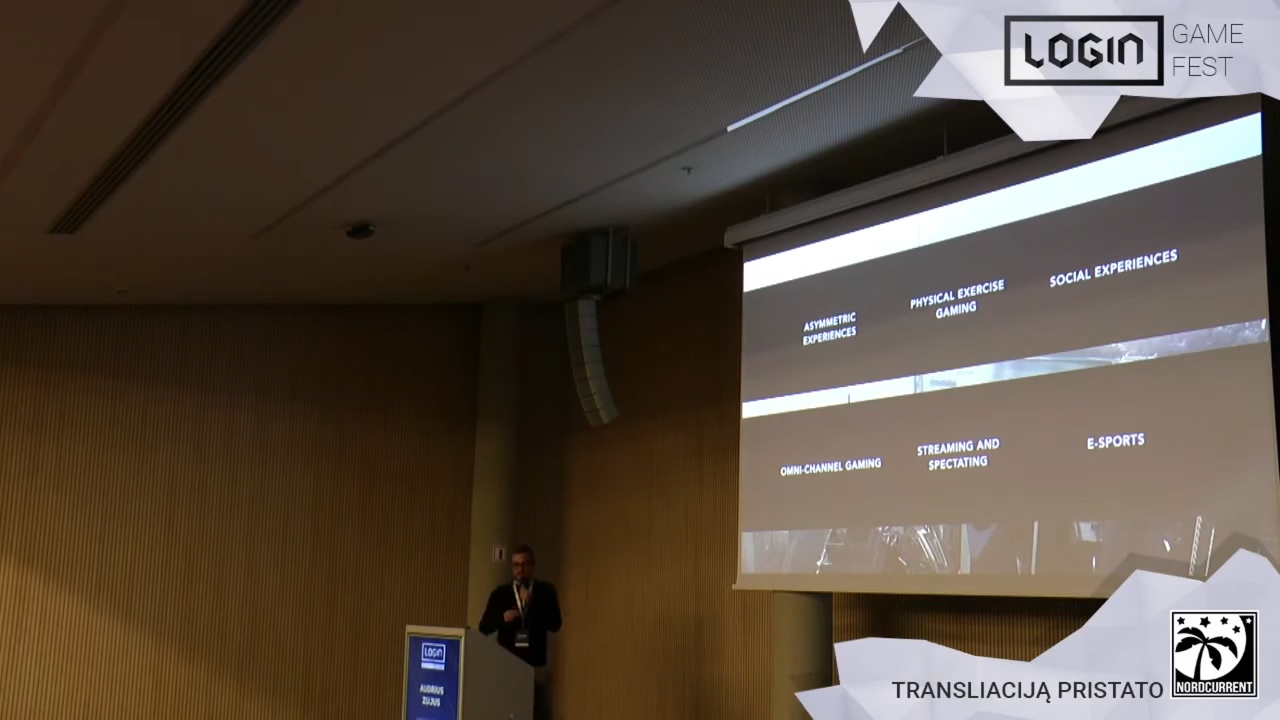 LOGIN
GAME
FEST
SOCIAL EXPERIENCES
PHYSICAL EXERCISE
GAMING
ASYMMETRIC
EXPERIENCES
E-SPORTS
STREAMING AND
SPECTATING
OMNI-CHANNEL GAMING
LOGIN
AUDRIUS
ZUJUS
TRANSLIACIJĄ PRISTATO
NORDCURRENT